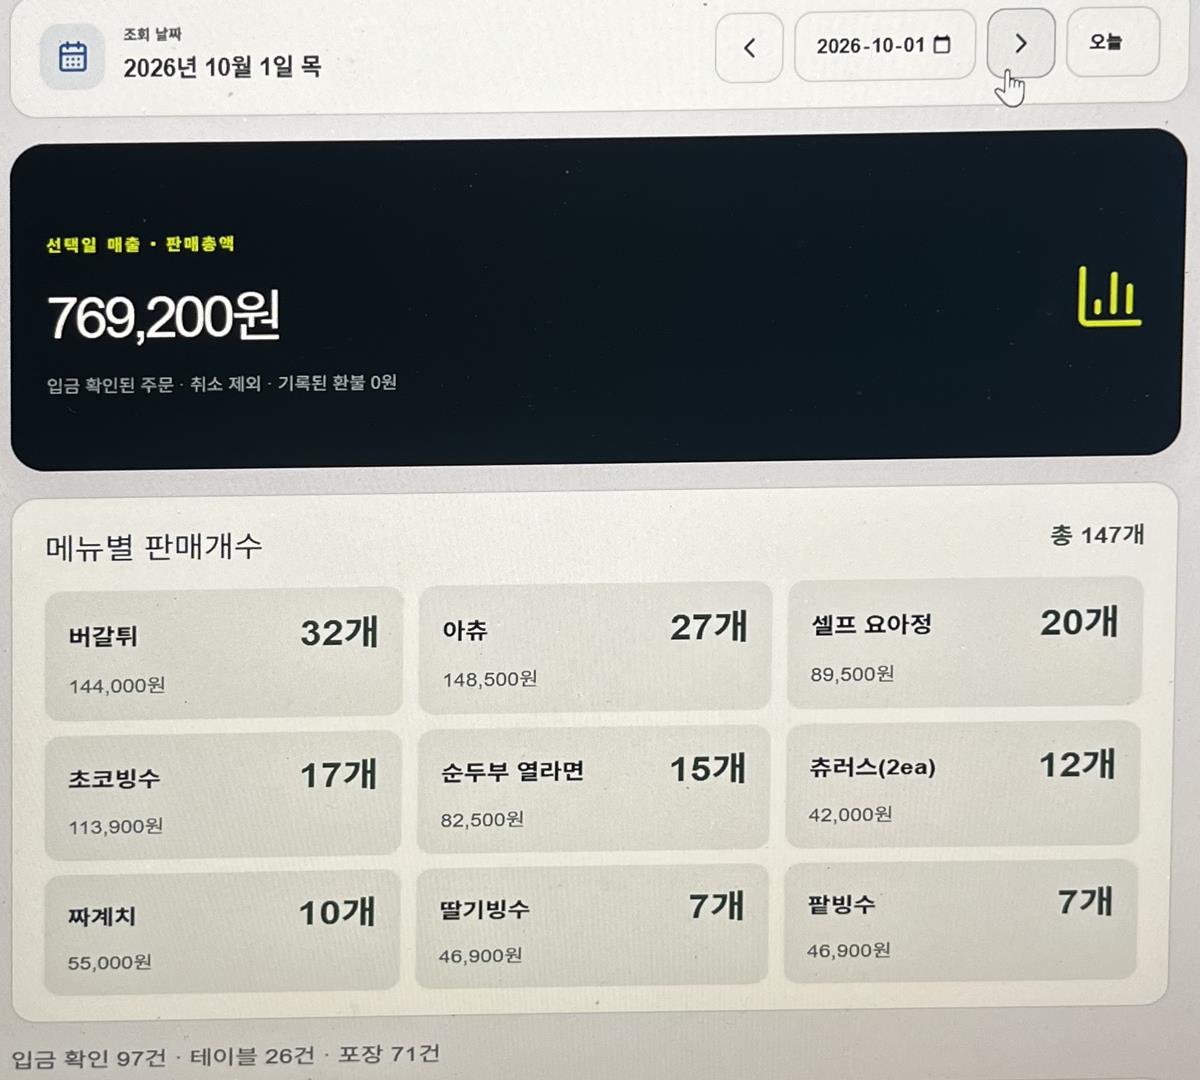 조회 날짜
2026년 10월 1일 목
2026-10-01
오늘
선택일 매출 • 판매총액
769,200원
입금 확인된 주문 · 취소 제외 · 기록된 환불 0원
메뉴별 판매개수
총 147개
버갈튀
32개
144,000원
아츄
27개
148,500원
셀프 요아정
20개
89,500원
초코빙수
17개
113,900원
순두부 열라면
15개
82,500원
츄러스(2ea)
12개
42,000원
짜계치
10개
55,000원
딸기빙수
7개
46,900원
팥빙수
7개
46,900원
입금 확인 97건 · 테이블 26건 · 포장 71건